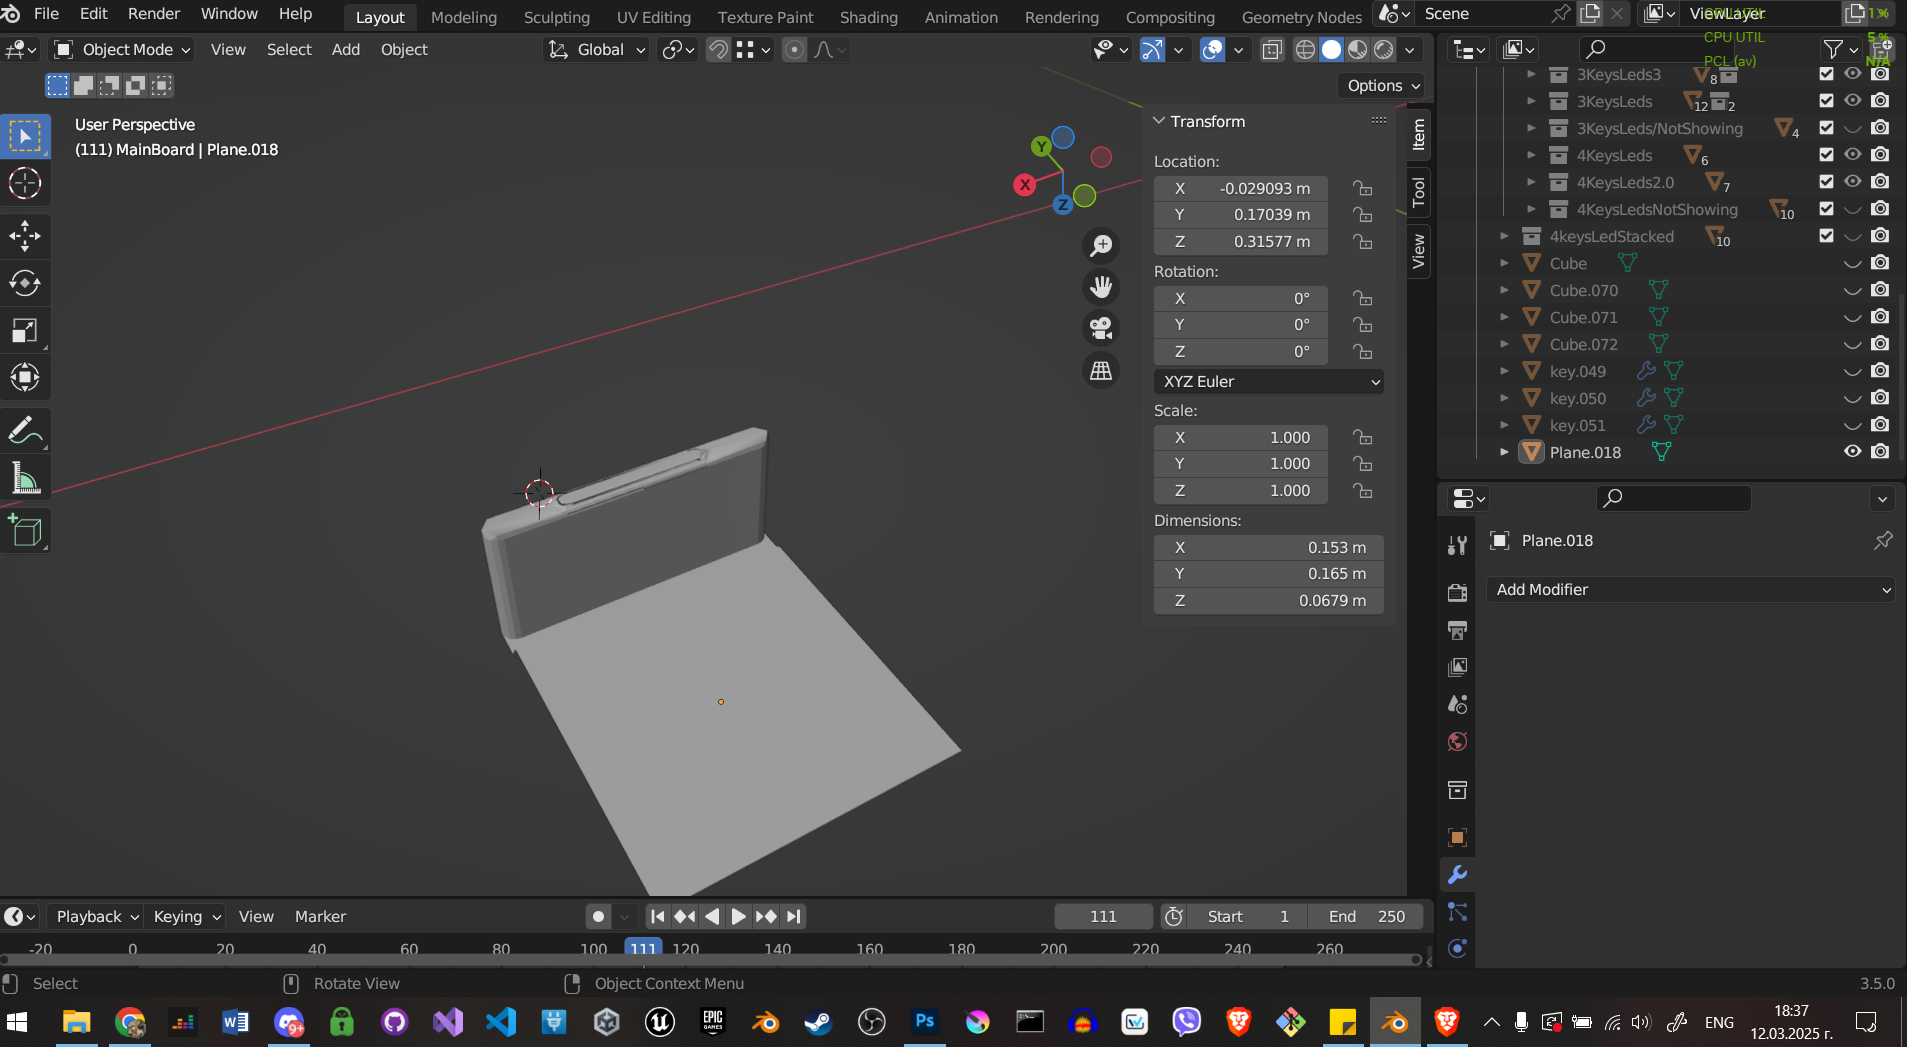 File Edit Render Window Help Layout Modeling Sculpting UV Editing Texture Paint Shading Animation Rendering Compositing Geometry Nodes Scene ViewLayer
1%
CPU UTIL 5%
PCL (av) N/A
Object Mode View Select Add Object Global
Options
User Perspective
(111) MainBoard | Plane.018
Y
X
Z
Transform
Location:
X -0.029093 m
Y 0.17039 m
Z 0.31577 m
Rotation:
X 0°
Y 0°
Z 0°
XYZ Euler
Scale:
X 1.000
Y 1.000
Z 1.000
Dimensions:
X 0.153 m
Y 0.165 m
Z 0.0679 m
Item
Tool
View
3KeysLeds3 8
3KeysLeds 12 2
3KeysLeds/NotShowing 4
4KeysLeds 6
4KeysLeds2.0 7
4KeysLedsNotShowing 10
4keysLedStacked 10
Cube
Cube.070
Cube.071
Cube.072
key.049
key.050
key.051
Plane.018
Plane.018
Add Modifier
Playback Keying View Marker 111 Start 1 End 250
-20 0 20 40 60 80 100 111 120 140 160 180 200 220 240 260
Select Rotate View Object Context Menu 3.5.0
W 9+ EPIC GAMES Ps ENG
18:37
12.03.2025 г.